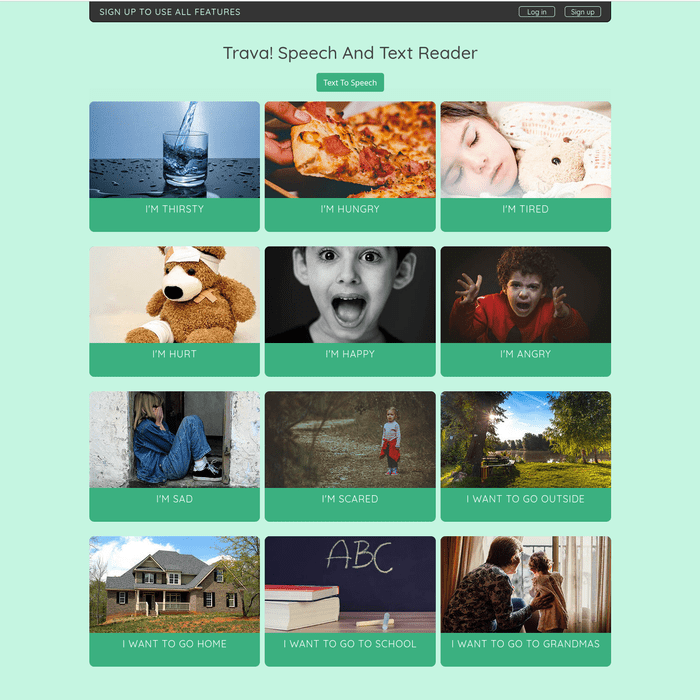 SIGN UP TO USE ALL FEATURES
Log in
Sign up
Trava! Speech And Text Reader
Text To Speech
I'M THIRSTY
I'M HUNGRY
I'M TIRED
I'M HURT
I'M HAPPY
I'M ANGRY
I'M SAD
I'M SCARED
I WANT TO GO OUTSIDE
ABC
I WANT TO GO HOME
I WANT TO GO TO SCHOOL
I WANT TO GO TO GRANDMAS